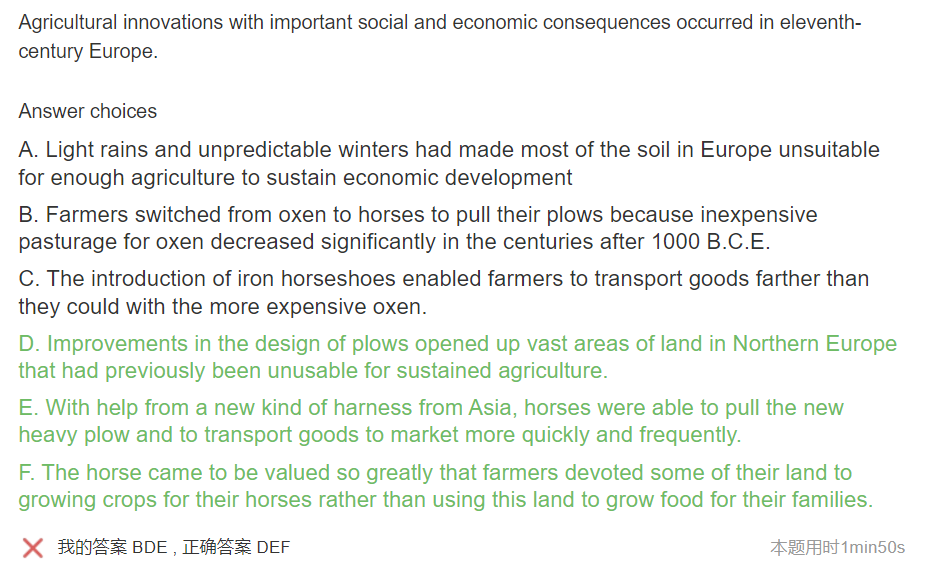 Agricultural innovations with important social and economic consequences occurred in eleventh-
century Europe.
Answer choices
A. Light rains and unpredictable winters had made most of the soil in Europe unsuitable
for enough agriculture to sustain economic development
B. Farmers switched from oxen to horses to pull their plows because inexpensive
pasturage for oxen decreased significantly in the centuries after 1000 B.C.E.
C. The introduction of iron horseshoes enabled farmers to transport goods farther than
they could with the more expensive oxen.
D. Improvements in the design of plows opened up vast areas of land in Northern Europe
that had previously been unusable for sustained agriculture.
E. With help from a new kind of harness from Asia, horses were able to pull the new
heavy plow and to transport goods to market more quickly and frequently.
F. The horse came to be valued so greatly that farmers devoted some of their land to
growing crops for their horses rather than using this land to grow food for their families.
我的答案 BDE , 正确答案 DEF 本题用时1min50s